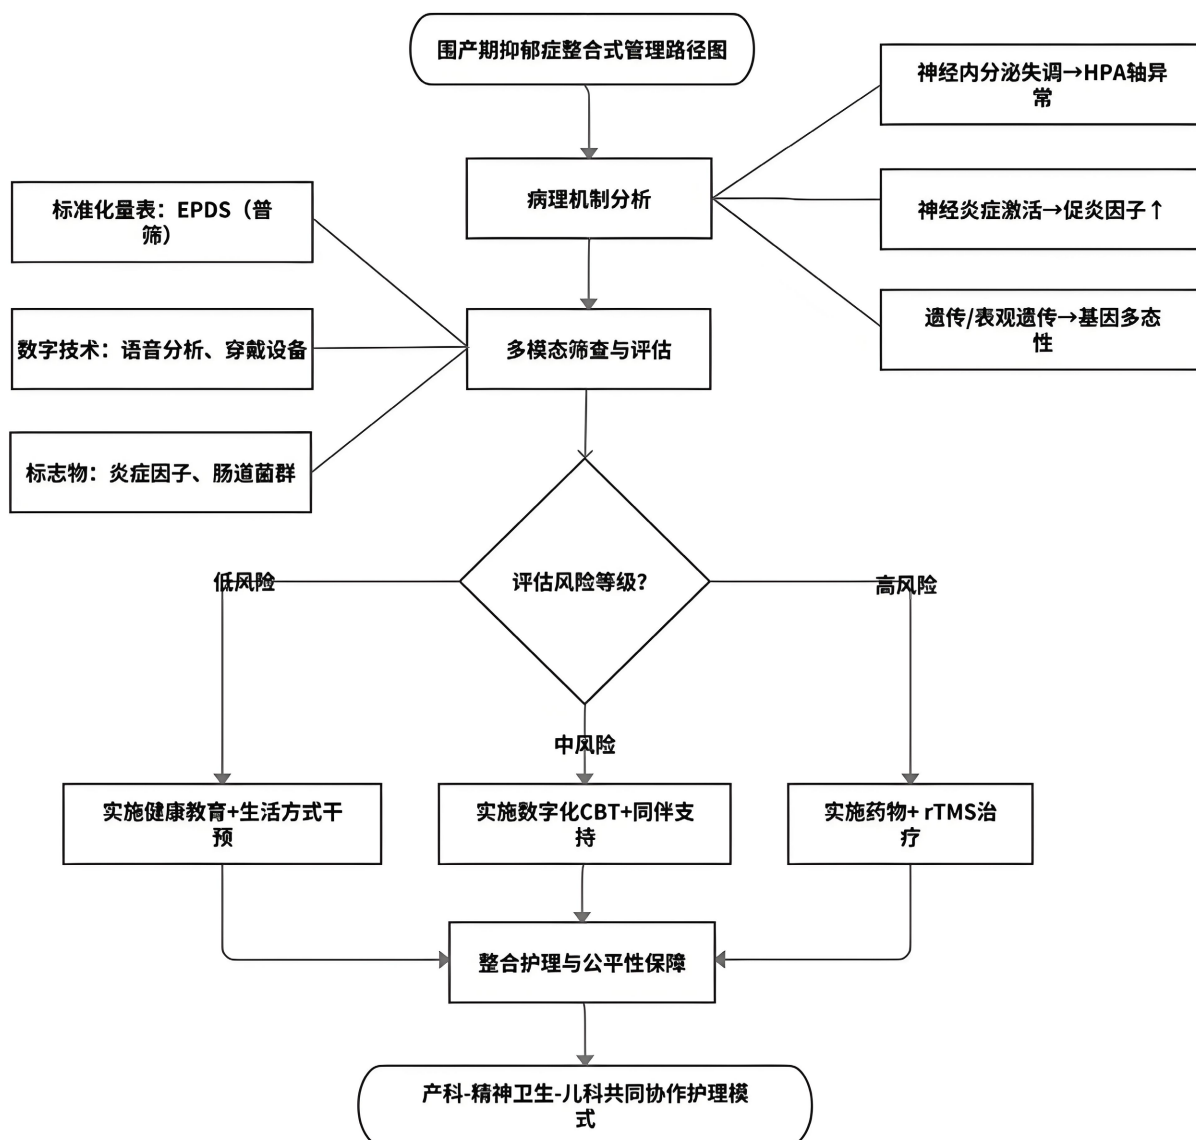 围产期抑郁症整合式管理路径图
神经内分泌失调→HPA轴异
常
病理机制分析
神经炎症激活→促炎因子↑
标准化量表：EPDS（普
筛）
遗传/表观遗传→基因多态
性
数字技术：语音分析、穿戴设备
多模态筛查与评估
标志物：炎症因子、肠道菌群
低风险
评估风险等级？
高风险
中风险
实施健康教育+生活方式干
预
实施数字化CBT+同伴支
持
实施药物+ rTMS治
疗
整合护理与公平性保障
产科-精神卫生-儿科共同协作护理模
式